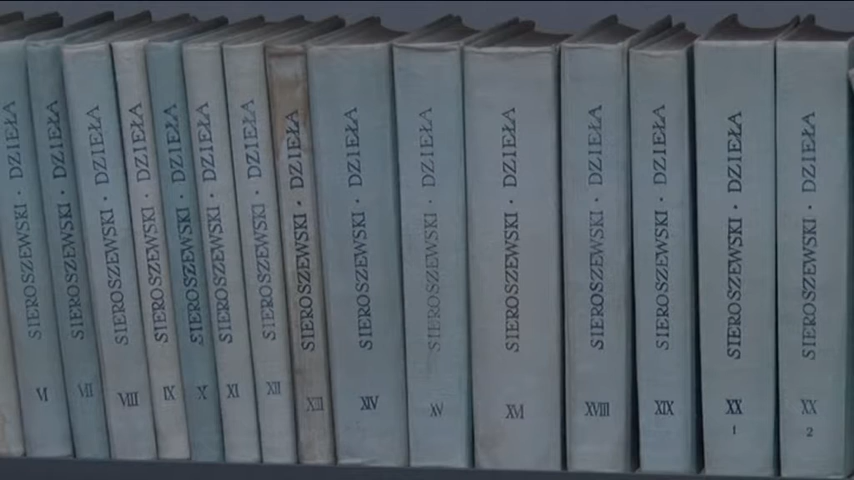 SIEROSZEWSKI · DZIEŁA VI
SIEROSZEWSKI · DZIEŁA VII
SIEROSZEWSKI · DZIEŁA VIII
SIEROSZEWSKI · DZIEŁA IX
SIEROSZEWSKI · DZIEŁA X
SIEROSZEWSKI · DZIEŁA XI
SIEROSZEWSKI · DZIEŁA XII
SIEROSZEWSKI · DZIEŁA XIII
SIEROSZEWSKI · DZIEŁA XIV
SIEROSZEWSKI · DZIEŁA XV
SIEROSZEWSKI · DZIEŁA XVI
SIEROSZEWSKI · DZIEŁA XVIII
SIEROSZEWSKI · DZIEŁA XIX
SIEROSZEWSKI · DZIEŁA XX 1
SIEROSZEWSKI · DZIEŁA XX 2